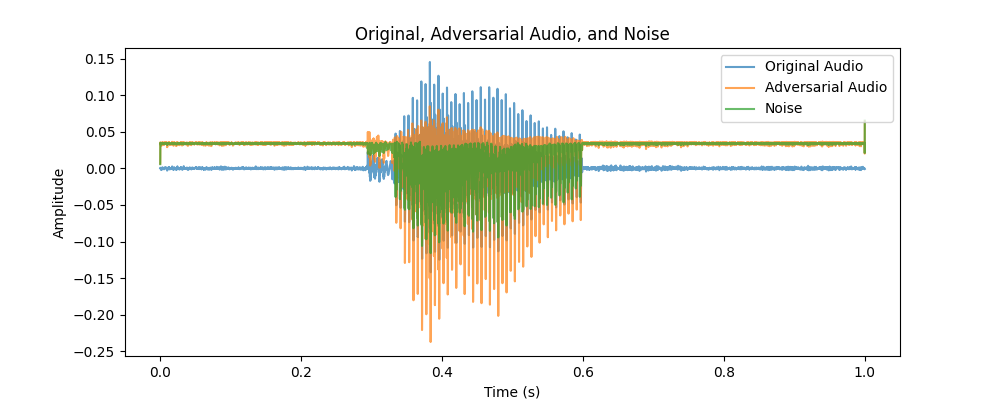 Original, Adversarial Audio, and Noise
Original Audio
Adversarial Audio
Noise
Amplitude
0.15
0.10
0.05
0.00
−0.05
−0.10
−0.15
−0.20
−0.25
0.0 0.2 0.4 0.6 0.8 1.0
Time (s)